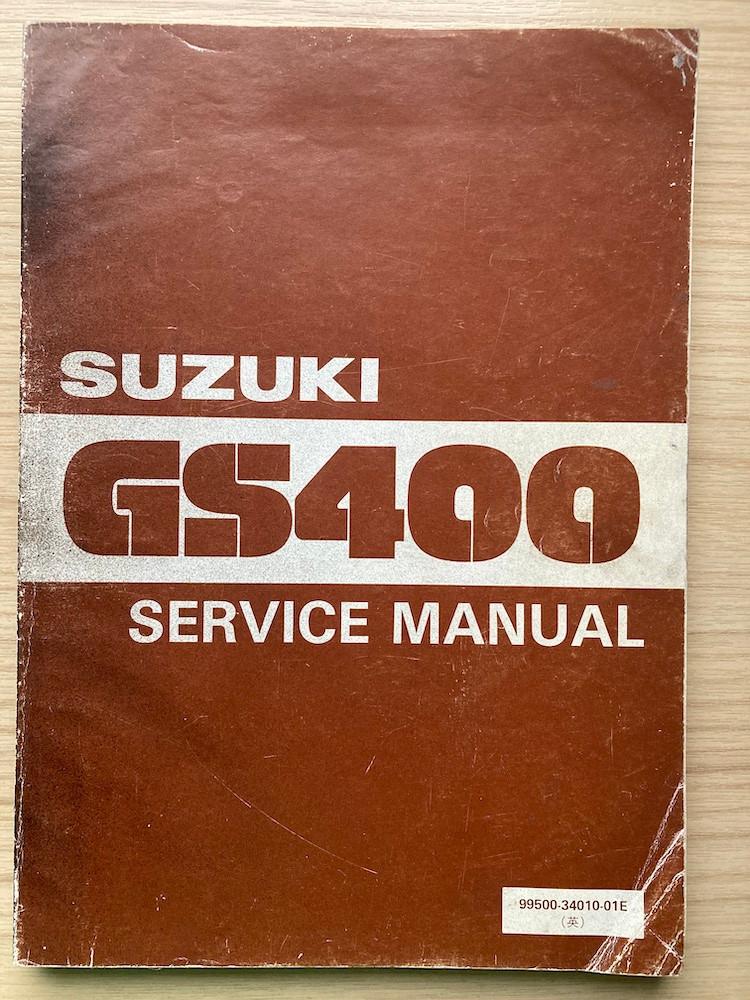 SUZUKI
GS400
SERVICE MANUAL
99500-34010-01E
(英)